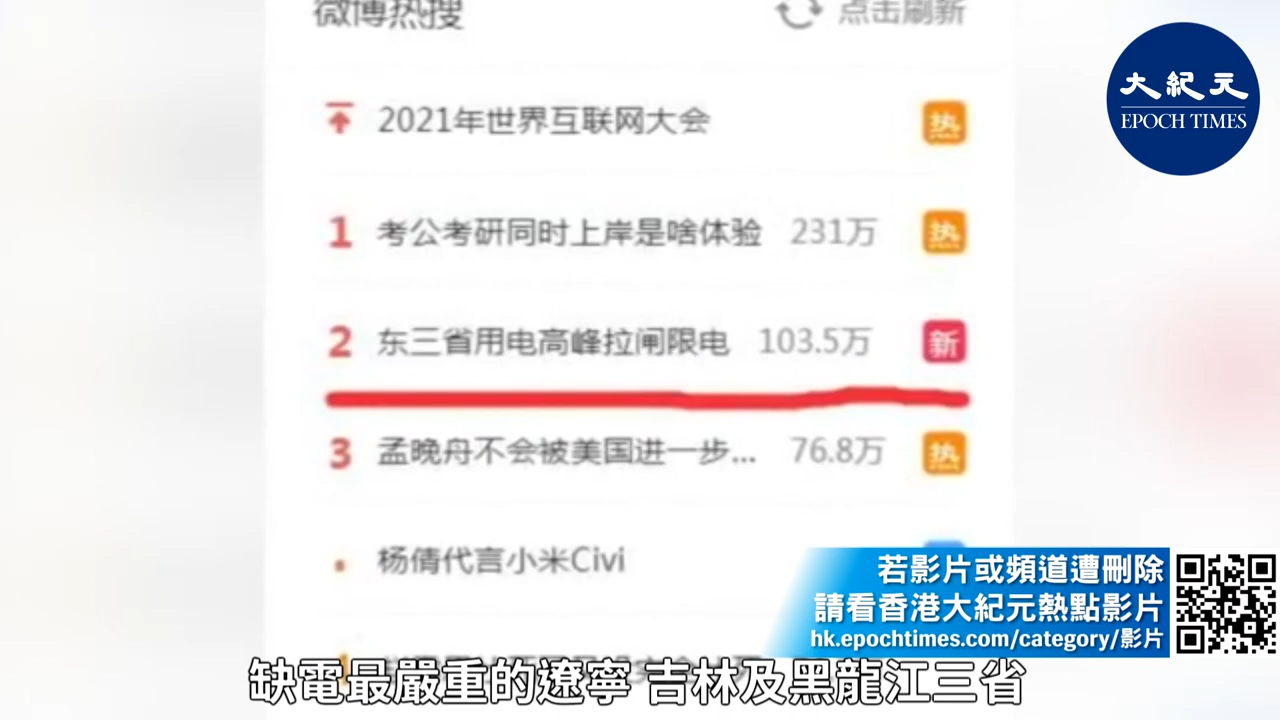 微博热搜 点击刷新
大紀元
EPOCH TIMES
2021年世界互联网大会 热
1 考公考研同时上岸是啥体验 231万 热
2 东三省用电高峰拉闸限电 103.5万 新
3 孟晚舟不会被美国进一步... 76.8万 热
杨倩代言小米Civi
若影片或頻道遭刪除
請看香港大紀元熱點影片
hk.epochtimes.com/category/影片
缺電最嚴重的遼寧 吉林及黑龍江三省